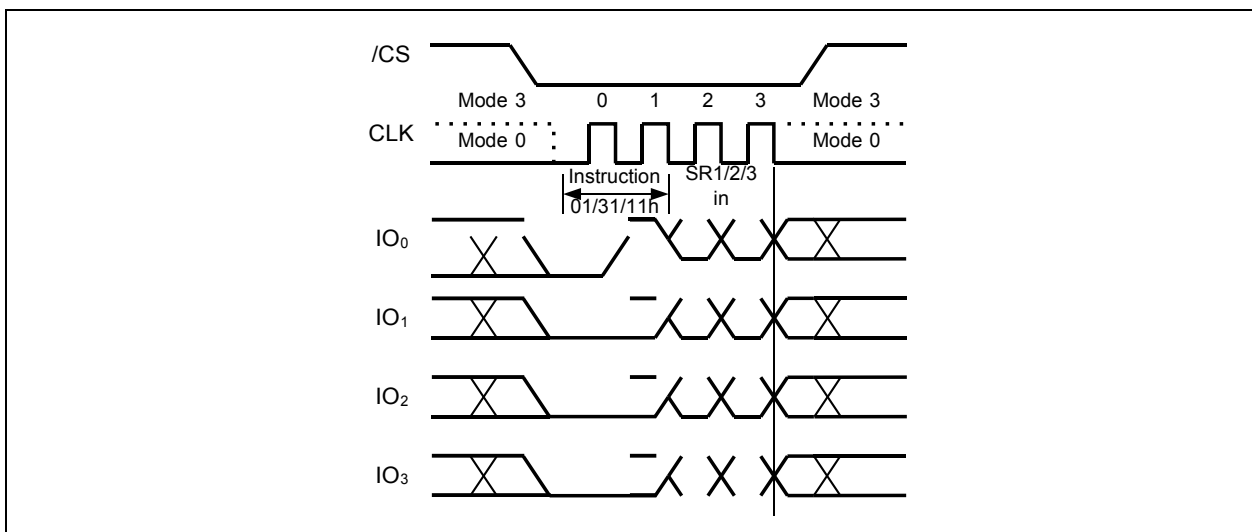 /CS
Mode 3 0 1 2 3 Mode 3
CLK Mode 0 Mode 0
Instruction SR1/2/3
01/31/11h in
IO₀
IO₁
IO₂
IO₃